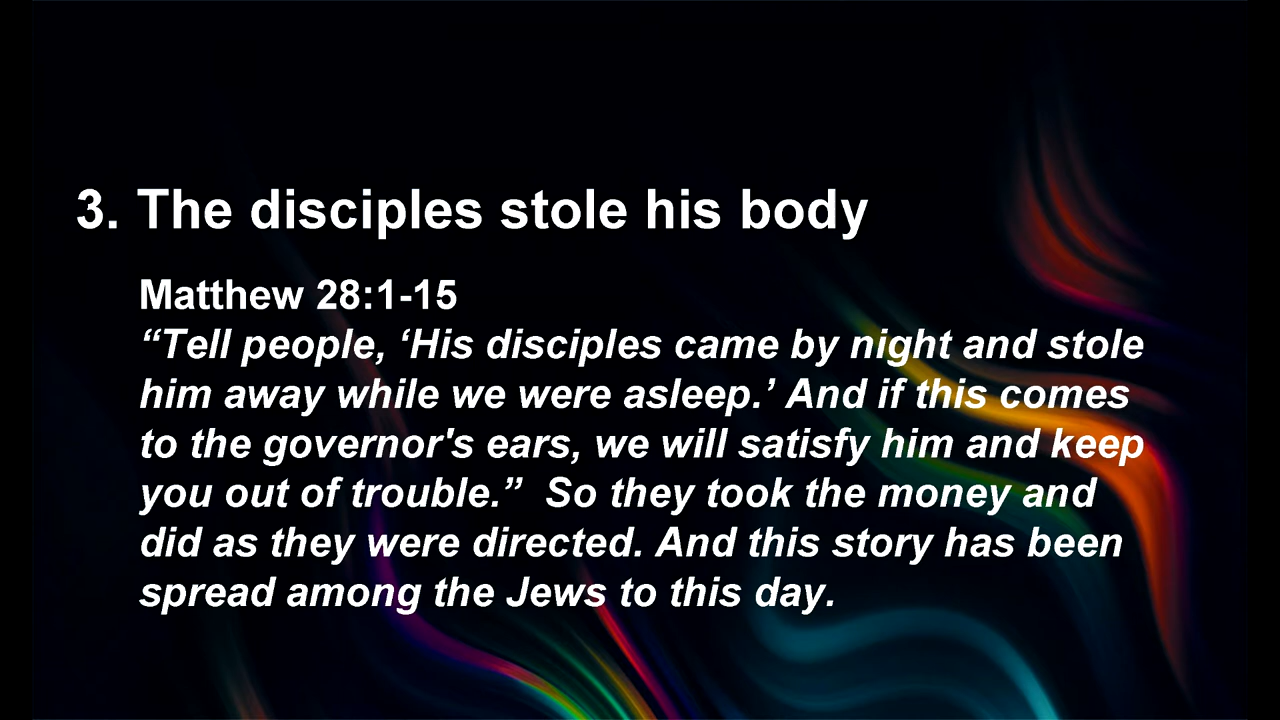 3. The disciples stole his body
Matthew 28:1-15
“Tell people, ‘His disciples came by night and stole
him away while we were asleep.’ And if this comes
to the governor's ears, we will satisfy him and keep
you out of trouble.”  So they took the money and
did as they were directed. And this story has been
spread among the Jews to this day.